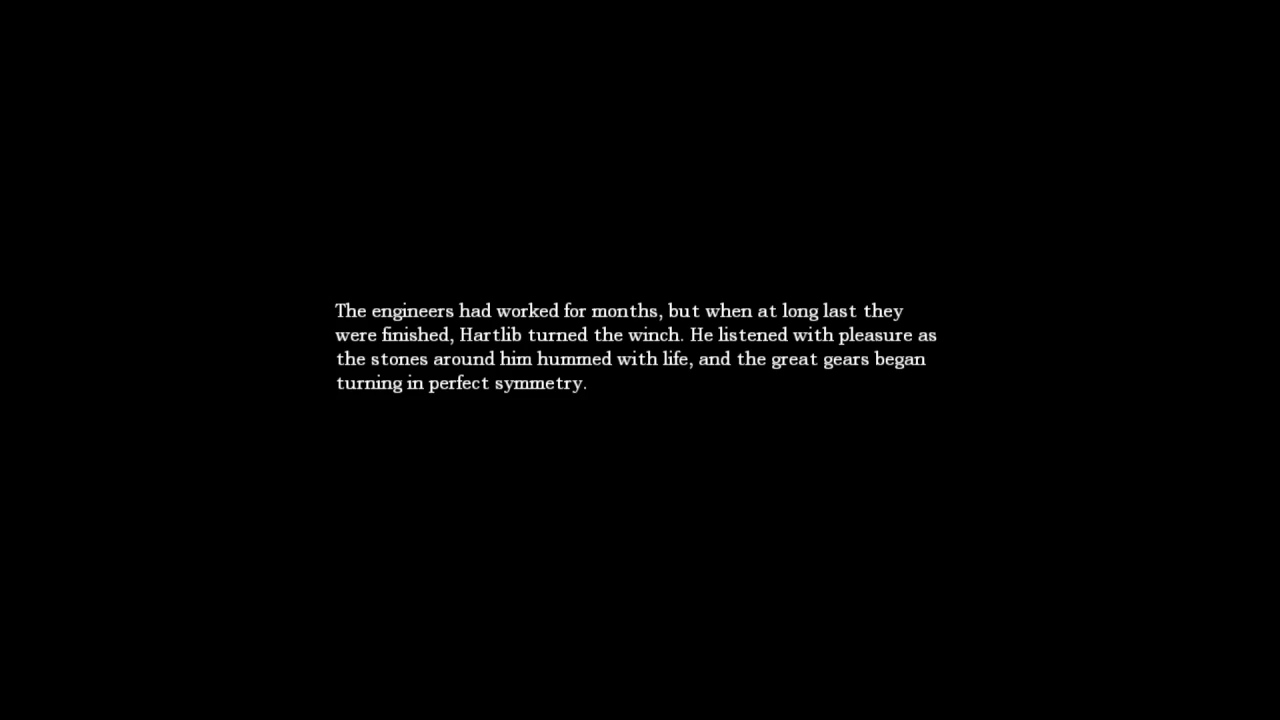 The engineers had worked for months, but when at long last they
were finished, Hartlib turned the winch. He listened with pleasure as
the stones around him hummed with life, and the great gears began
turning in perfect symmetry.